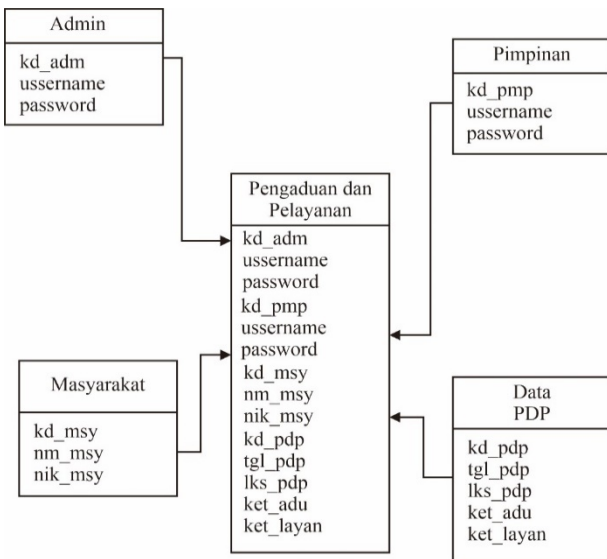 Admin
kd_adm
ussername
password
Pimpinan
kd_pmp
ussername
password
Pengaduan dan
Pelayanan
kd_adm
ussername
password
kd_pmp
ussername
password
kd_msy
nm_msy
nik_msy
kd_pdp
tgl_pdp
lks_pdp
ket_adu
ket_layan
Masyarakat
kd_msy
nm_msy
nik_msy
Data
PDP
kd_pdp
tgl_pdp
lks_pdp
ket_adu
ket_layan